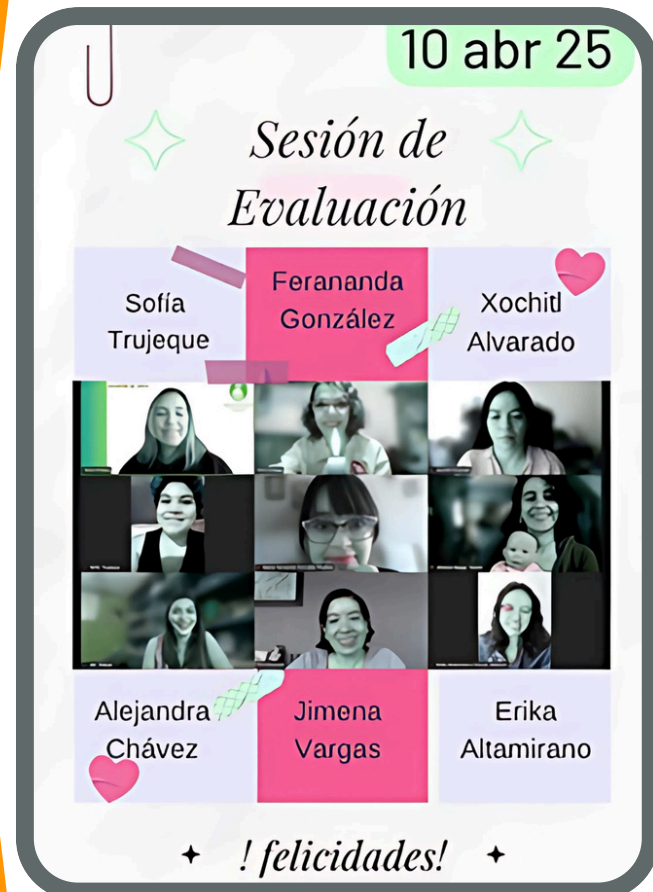 10 abr 25
Sesión de
Evaluación
Sofía
Trujeque
Ferananda
González
Xochitl
Alvarado
Alejandra
Chávez
Jimena
Vargas
Erika
Altamirano
! felicidades!